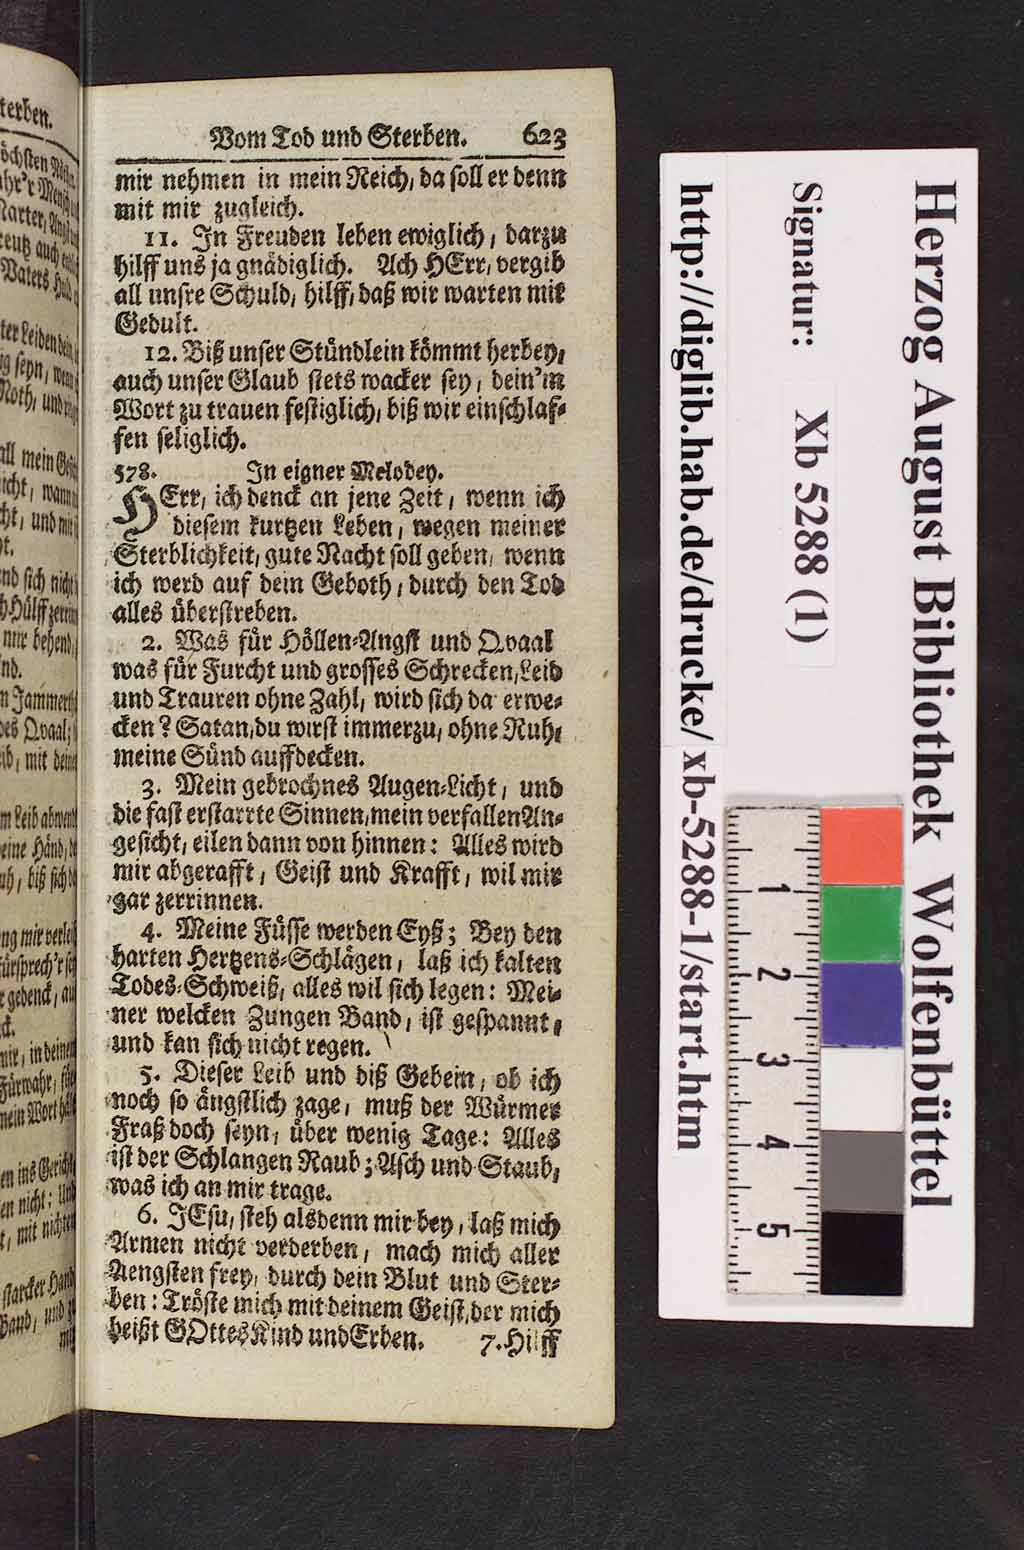 Vom Tod und Sterben. 623
mir nehmen in mein Reich, da soll er denn
mit mir zugleich.
11. In Freuden leben ewiglich, darzu
hilff uns ja gnädiglich. Ach HErr, vergib
all unsre Schuld, hilff, daß wir warten mit
Gedult.
12. Biß unser Stündlein kömmt herbey,
auch unser Glaub stets wacker sey, dein'm
Wort zu trauen festiglich, biß wir einschlaf-
fen seliglich.
578. In eigner Melodey.
HErr, ich denck an jene Zeit, wenn ich
diesem kurtzen Leben, wegen meiner
Sterblichkeit, gute Nacht soll geben, wenn
ich werd auf dein Geboth, durch den Tod
alles überstreben.
2. Was für Höllen-Angst und Qvaal
was für Furcht und grosses Schrecken, Leid
und Trauren ohne Zahl, wird sich da erwe-
cken? Satan, du wirst immerzu, ohne Ruh,
meine Sünd auffdecken.
3. Mein gebrochnes Augen-Licht, und
die fast erstarrte Sinnen, mein verfallen An-
gesicht, eilen dann von hinnen: Alles wird
mir abgerafft, Geist und Krafft, wil mir
gar zerrinnen.
4. Meine Füsse werden Eyß; Bey den
harten Hertzens-Schlägen, laß ich kalten
Todes-Schweiß, alles wil sich legen: Mei-
ner welcken Zungen Band, ist gespannt,
und kan sich nicht regen.
5. Dieser Leib und diß Gebein, ob ich
noch so ängstlich zage, muß der Würmer
Fraß doch seyn, über wenig Tage: Alles
ist der Schlangen Raub; Asch und Staub,
was ich an mir trage.
6. JEsu, steh alsdenn mir bey, laß mich
Armen nicht verderben, mach mich aller
Aengsten frey, durch dein Blut und Ster-
ben: Tröste mich mit deinem Geist, der mich
heißt GOttes Kind und Erben. 7. Hilff
Herzog August Bibliothek Wolfenbüttel
Signatur: Xb 5288 (1)
http://diglib.hab.de/drucke/ xb-5288-1/start.htm
1
2
3
4
5